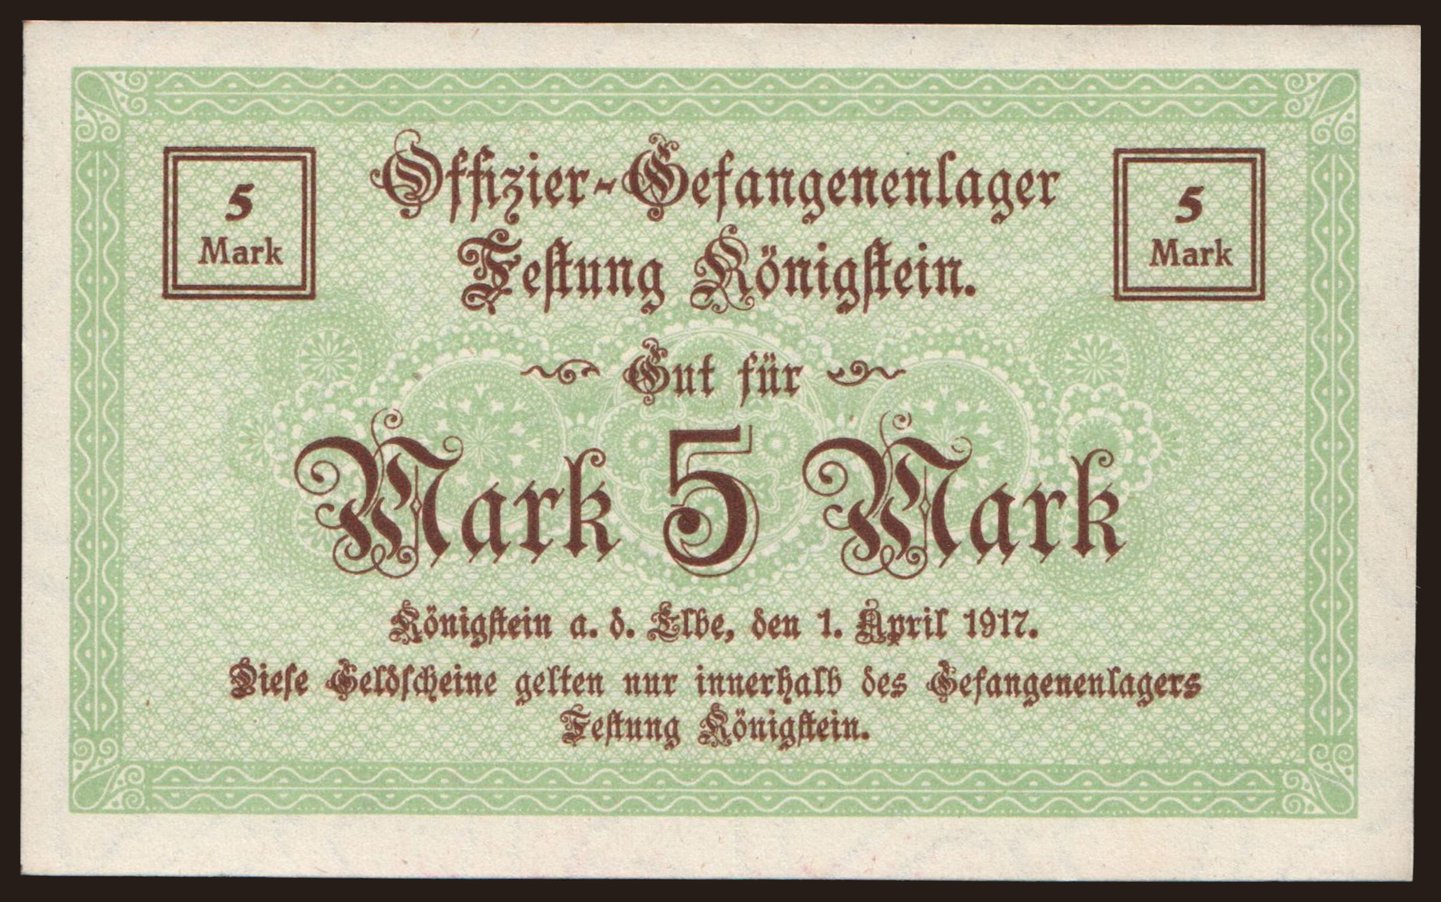 5
Mark
5
Mark
Offizier-Gefangenenlager
Festung Königstein.
Gut für
Mark 5 Mark
Königstein a. d. Elbe, den 1. April 1917.
Diese Geldscheine gelten nur innerhalb des Gefangenenlagers
Festung Königstein.